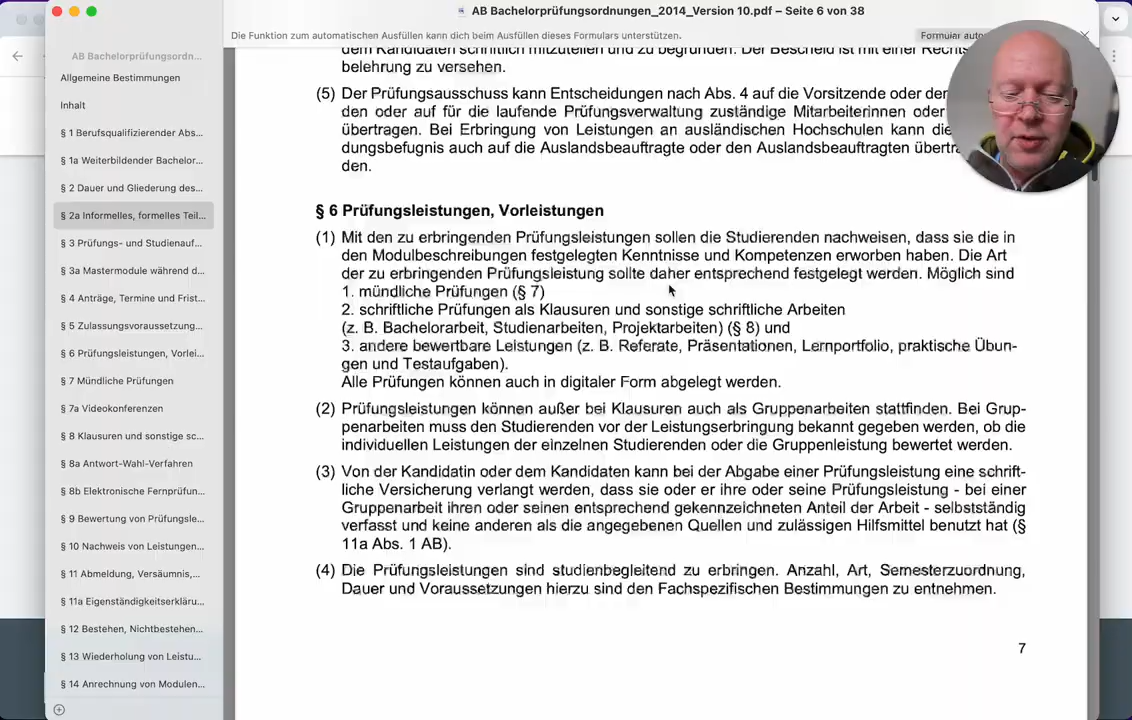 AB Bachelorprüfungsordnungen_2014_Version 10.pdf – Seite 6 von 38
Die Funktion zum automatischen Ausfüllen kann dich beim Ausfüllen dieses Formulars unterstützen.
AB Bachelorprüfungsordn...
Allgemeine Bestimmungen
Inhalt
§ 1 Berufsqualifizierender Abs...
§ 1a Weiterbildender Bachelor...
§ 2 Dauer und Gliederung des...
§ 2a Informelles, formelles Teil...
§ 3 Prüfungs- und Studienauf...
§ 3a Mastermodule während d...
§ 4 Anträge, Termine und Frist...
§ 5 Zulassungsvoraussetzung...
§ 6 Prüfungsleistungen, Vorlei...
§ 7 Mündliche Prüfungen
§ 7a Videokonferenzen
§ 8 Klausuren und sonstige sc...
§ 8a Antwort-Wahl-Verfahren
§ 8b Elektronische Fernprüfun...
§ 9 Bewertung von Prüfungsle...
§ 10 Nachweis von Leistungen...
§ 11 Abmeldung, Versäumnis,...
§ 11a Eigenständigkeitserkläru...
§ 12 Bestehen, Nichtbestehen...
§ 13 Wiederholung von Leistu...
§ 14 Anrechnung von Modulen...
dem Kandidaten schriftlich mitzuteilen und zu begründen. Der Bescheid ist mit einer Rechts
belehrung zu versehen.
(5) Der Prüfungsausschuss kann Entscheidungen nach Abs. 4 auf die Vorsitzende oder den
den oder auf für die laufende Prüfungsverwaltung zuständige Mitarbeiterinnen oder
übertragen. Bei Erbringung von Leistungen an ausländischen Hochschulen kann die
dungsbefugnis auch auf die Auslandsbeauftragte oder den Auslandsbeauftragten übertra
den.
§ 6 Prüfungsleistungen, Vorleistungen
(1) Mit den zu erbringenden Prüfungsleistungen sollen die Studierenden nachweisen, dass sie die in
den Modulbeschreibungen festgelegten Kenntnisse und Kompetenzen erworben haben. Die Art
der zu erbringenden Prüfungsleistung sollte daher entsprechend festgelegt werden. Möglich sind
1. mündliche Prüfungen (§ 7)
2. schriftliche Prüfungen als Klausuren und sonstige schriftliche Arbeiten
(z. B. Bachelorarbeit, Studienarbeiten, Projektarbeiten) (§ 8) und
3. andere bewertbare Leistungen (z. B. Referate, Präsentationen, Lernportfolio, praktische Übun-
gen und Testaufgaben).
Alle Prüfungen können auch in digitaler Form abgelegt werden.
(2) Prüfungsleistungen können außer bei Klausuren auch als Gruppenarbeiten stattfinden. Bei Grup-
penarbeiten muss den Studierenden vor der Leistungserbringung bekannt gegeben werden, ob die
individuellen Leistungen der einzelnen Studierenden oder die Gruppenleistung bewertet werden.
(3) Von der Kandidatin oder dem Kandidaten kann bei der Abgabe einer Prüfungsleistung eine schrift-
liche Versicherung verlangt werden, dass sie oder er ihre oder seine Prüfungsleistung - bei einer
Gruppenarbeit ihren oder seinen entsprechend gekennzeichneten Anteil der Arbeit - selbstständig
verfasst und keine anderen als die angegebenen Quellen und zulässigen Hilfsmittel benutzt hat (§
11a Abs. 1 AB).
(4) Die Prüfungsleistungen sind studienbegleitend zu erbringen. Anzahl, Art, Semesterzuordnung,
Dauer und Voraussetzungen hierzu sind den Fachspezifischen Bestimmungen zu entnehmen.
7